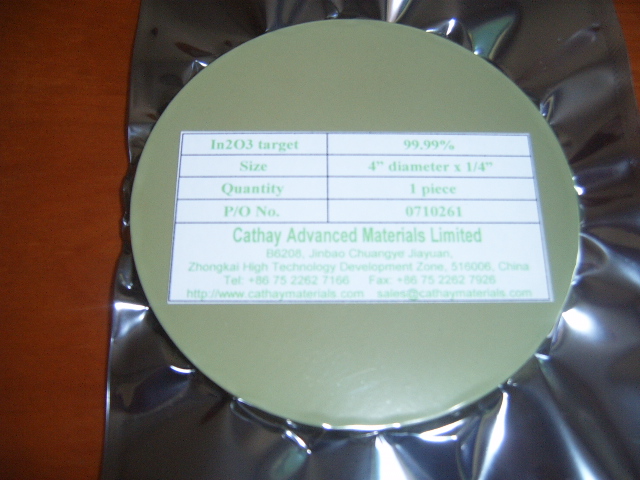 In2O3 target 99.99%
Size 4" diameter x 1/4"
Quantity 1 piece
P/O No. 0710261
Cathay Advanced Materials Limited
B6208, Jinbao Chuangye Jiayuan,
Zhongkai High Technology Development Zone, 516006, China
Tel: +86 75 2262 7166 Fax: +86 75 2262 7926
http://www.cathaymaterials.com sales@cathaymaterials.com